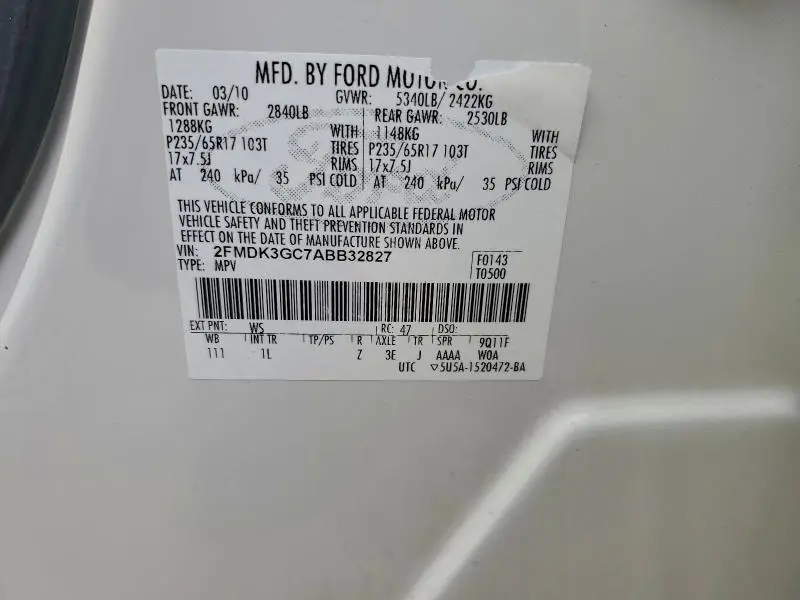 MFD. BY FORD MOTOR CO.
DATE: 03/10 GVWR: 5340LB/ 2422KG
FRONT GAWR: 2840LB REAR GAWR: 2530LB
1288KG WITH 1148KG WITH
P235/65R17 103T TIRES P235/65R17 103T TIRES
17x7.5J RIMS 17x7.5J RIMS
AT 240 kPa/ 35 PSI COLD AT 240 kPa/ 35 PSI COLD
THIS VEHICLE CONFORMS TO ALL APPLICABLE FEDERAL MOTOR
VEHICLE SAFETY AND THEFT PREVENTION STANDARDS IN
EFFECT ON THE DATE OF MANUFACTURE SHOWN ABOVE.
VIN: 2FMDK3GC7ABB32827 F0143
TYPE: MPV T0500
EXT PNT: WS RC: 47 DSO:
WB INT TR TP/PS R AXLE TR SPR 9Q11F
111 1L Z 3E J AAAA WOA
UTC ▽5U5A-1520472-BA